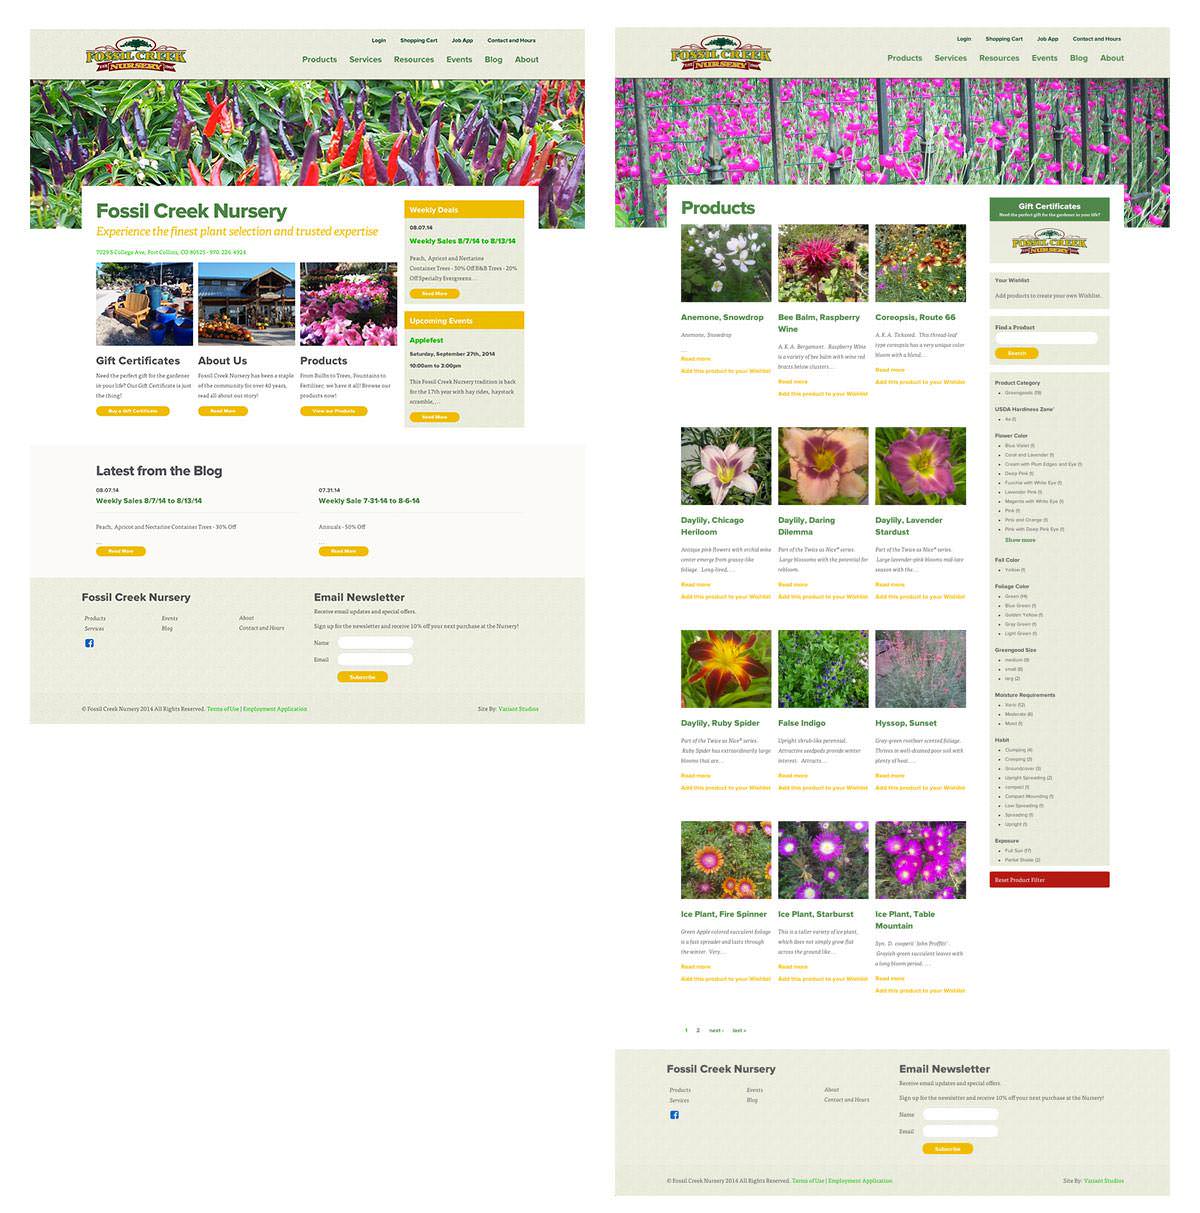 FOSSIL CREEK
NURSERY
Login Shopping Cart Job App Contact and Hours
Products Services Resources Events Blog About
Fossil Creek Nursery
Experience the finest plant selection and trusted expertise
7029 S College Ave, Fort Collins, CO 80525 - 970. 226. 4924
Gift Certificates
Need the perfect gift for the gardener
in your life? Our Gift Certificate is just
the thing!
Buy a Gift Certificate
About Us
Fossil Creek Nursery has been a staple
of the community for over 40 years,
read all about our story!
Read More
Products
From Bulbs to Trees, Fountains to
Fertilizer, we have it all! Browse our
products now!
View our Products
Weekly Deals
08.07.14
Weekly Sales 8/7/14 to 8/13/14
Peach, Apricot and Nectarine
Container Trees - 30% Off B&B Trees - 20%
Off Specialty Evergreens...
Read More
Upcoming Events
Applefest
Saturday, September 27th, 2014
10:00am to 3:00pm
This Fossil Creek Nursery tradition is back
for the 17th year with hay rides, haystack
scramble, ...
Read More
Latest from the Blog
08.07.14
Weekly Sales 8/7/14 to 8/13/14
Peach, Apricot and Nectarine Container Trees - 30% Off
...
Read More
07.31.14
Weekly Sale 7-31-14 to 8-6-14
Annuals - 50% Off
...
Read More
Fossil Creek Nursery
Products Events About
Services Blog Contact and Hours
Email Newsletter
Receive email updates and special offers.
Sign up for the newsletter and receive 10% off your next purchase at the Nursery!
Name
Email
Subscribe
© Fossil Creek Nursery 2014 All Rights Reserved. Terms of Use | Employment Application
Site By: Variant Studios
FOSSIL CREEK
NURSERY
Login Shopping Cart Job App Contact and Hours
Products Services Resources Events Blog About
Products
Anemone, Snowdrop
Anemone, Snowdrop
...
Read more
Add this product to your Wishlist
Bee Balm, Raspberry
Wine
A. K. A. Bergamont. Raspberry Wine
is a variety of bee balm with wine red
bracts below clusters...
Read more
Add this product to your Wishlist
Coreopsis, Route 66
A. K. A. Tickseed. This thread-leaf
type coreopsis has a very unique color
bloom with a blend...
Read more
Add this product to your Wishlist
Daylily, Chicago
Heirloom
Antique pink flowers with orchid wine
center emerge from grassy-like
foliage. Long-lived, ...
Read more
Add this product to your Wishlist
Daylily, Daring
Dilemma
Part of the Twice as Nice® series.
Large blossoms with the potential for
rebloom.
Read more
Add this product to your Wishlist
Daylily, Lavender
Stardust
Part of the Twice as Nice® series.
Large lavender-pink blooms mid-late
season with the...
Read more
Add this product to your Wishlist
Daylily, Ruby Spider
Part of the Twice as Nice® series.
Ruby Spider has extraordinarily large
blooms that are...
Read more
Add this product to your Wishlist
False Indigo
Upright shrub-like perennial.
Attractive seedpods provide winter
interest. Attracts...
Read more
Add this product to your Wishlist
Hyssop, Sunset
Gray-green rootbeer scented foliage.
Thrives in well-drained poor soil with
plenty of heat...
Read more
Add this product to your Wishlist
Ice Plant, Fire Spinner
Green Apple colored succulent foliage
is a fast spreader and lasts through
the winter. Very...
Read more
Add this product to your Wishlist
Ice Plant, Starburst
This is a taller variety of ice plant,
which does not simply grow flat
across the ground like...
Read more
Add this product to your Wishlist
Ice Plant, Table
Mountain
Syn. D. cooperii 'John Proffitt'.
Grayish-green succulent leaves with
a long bloom period. ...
Read more
Add this product to your Wishlist
1 2 next › last »
Gift Certificates
Need the perfect gift for the gardener in your life?
FOSSIL CREEK
NURSERY
Your Wishlist
Add products to create your own Wishlist.
Find a Product
Search
Product Category
Greengoods (19)
USDA Hardiness Zone'
4a (1)
Flower Color
Blue Violet (1)
Coral and Lavender (1)
Cream with Plum Edges and Eye (1)
Deep Pink (1)
Fuschia with White Eye (1)
Lavender Pink (1)
Magenta with White Eye (1)
Pink (1)
Pink and Orange (1)
Pink with Deep Pink Eye (1)
Show more
Fall Color
Yellow (1)
Foliage Color
Green (14)
Blue Green (1)
Golden Yellow (1)
Gray Green (1)
Light Green (1)
Greengood Size
medium (9)
small (8)
larg (2)
Moisture Requirements
Xeric (12)
Moderate (6)
Moist (1)
Habit
Clumping (4)
Creeping (3)
Groundcover (3)
Upright Spreading (2)
compact (1)
Compact Mounding (1)
Low Spreading (1)
Spreading (1)
Upright (1)
Exposure
Full Sun (17)
Partial Shade (2)
Reset Product Filter
Fossil Creek Nursery
Products Events About
Services Blog Contact and Hours
Email Newsletter
Receive email updates and special offers.
Sign up for the newsletter and receive 10% off your next purchase at the Nursery!
Name
Email
Subscribe
© Fossil Creek Nursery 2014 All Rights Reserved. Terms of Use | Employment Application
Site By: Variant Studios